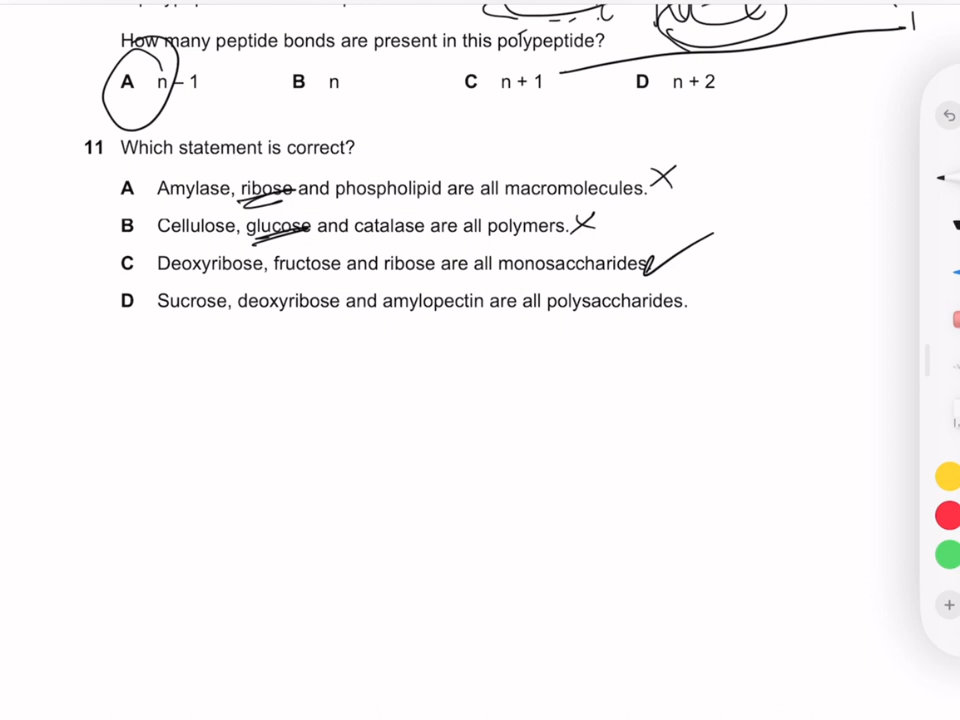 How many peptide bonds are present in this polypeptide?
A n – 1 B n C n + 1 D n + 2
11 Which statement is correct?
A Amylase, ribose and phospholipid are all macromolecules.
B Cellulose, glucose and catalase are all polymers.
C Deoxyribose, fructose and ribose are all monosaccharides
D Sucrose, deoxyribose and amylopectin are all polysaccharides.